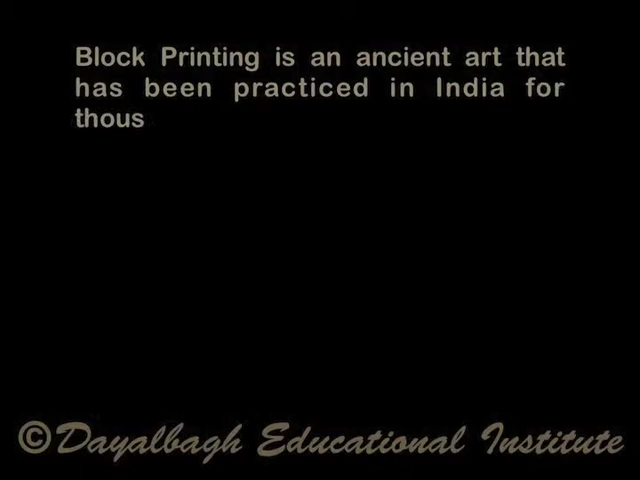 Block Printing is an ancient art that
has been practiced in India for
thous
©Dayalbagh Educational Institute